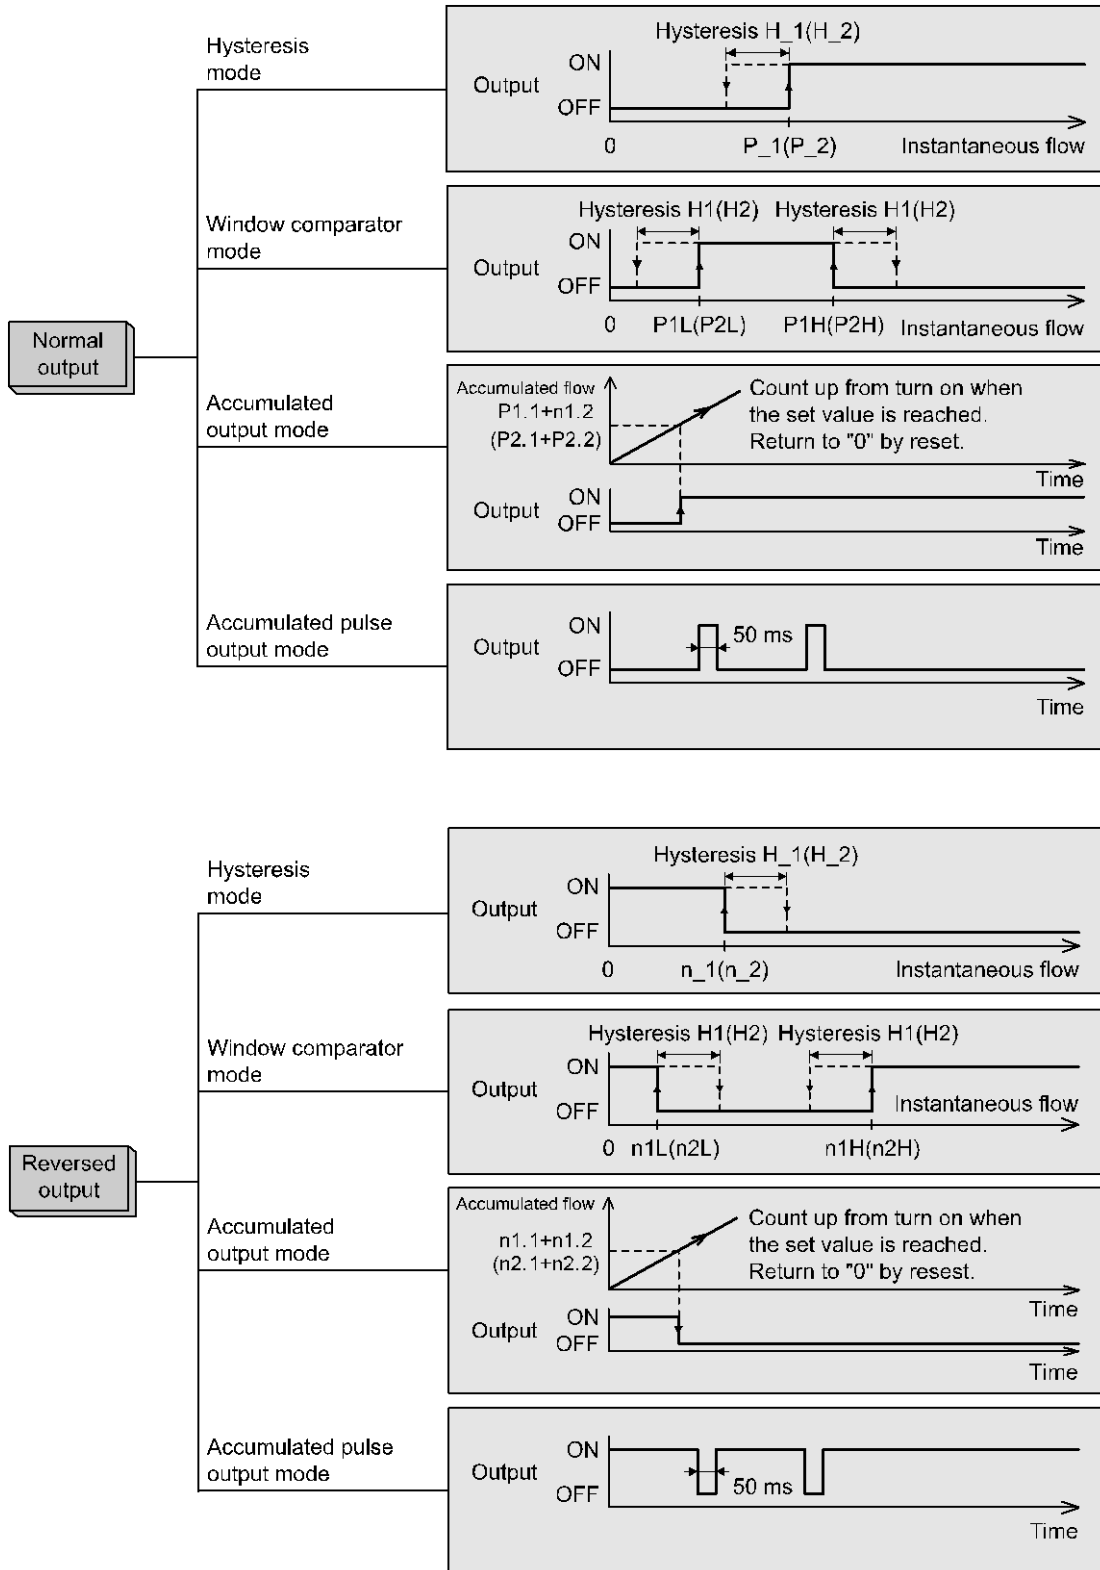 Normal
output
Hysteresis
mode
Hysteresis H_1(H_2)
ON
Output
OFF
0
P_1(P_2)
Instantaneous flow
Window comparator
mode
Hysteresis H1(H2)
Hysteresis H1(H2)
ON
Output
OFF
0
P1L(P2L)
P1H(P2H)
Instantaneous flow
Accumulated
output mode
Accumulated flow
P1.1+n1.2
(P2.1+P2.2)
Count up from turn on when
the set value is reached.
Return to "0" by reset.
Time
ON
Output
OFF
Time
Accumulated pulse
output mode
ON
Output
OFF
50 ms
Time
Reversed
output
Hysteresis
mode
Hysteresis H_1(H_2)
ON
Output
OFF
0
n_1(n_2)
Instantaneous flow
Window comparator
mode
Hysteresis H1(H2)
Hysteresis H1(H2)
ON
Output
OFF
Instantaneous flow
0
n1L(n2L)
n1H(n2H)
Accumulated
output mode
Accumulated flow
n1.1+n1.2
(n2.1+n2.2)
Count up from turn on when
the set value is reached.
Return to "0" by resest.
Time
ON
Output
OFF
Time
Accumulated pulse
output mode
ON
Output
OFF
50 ms
Time